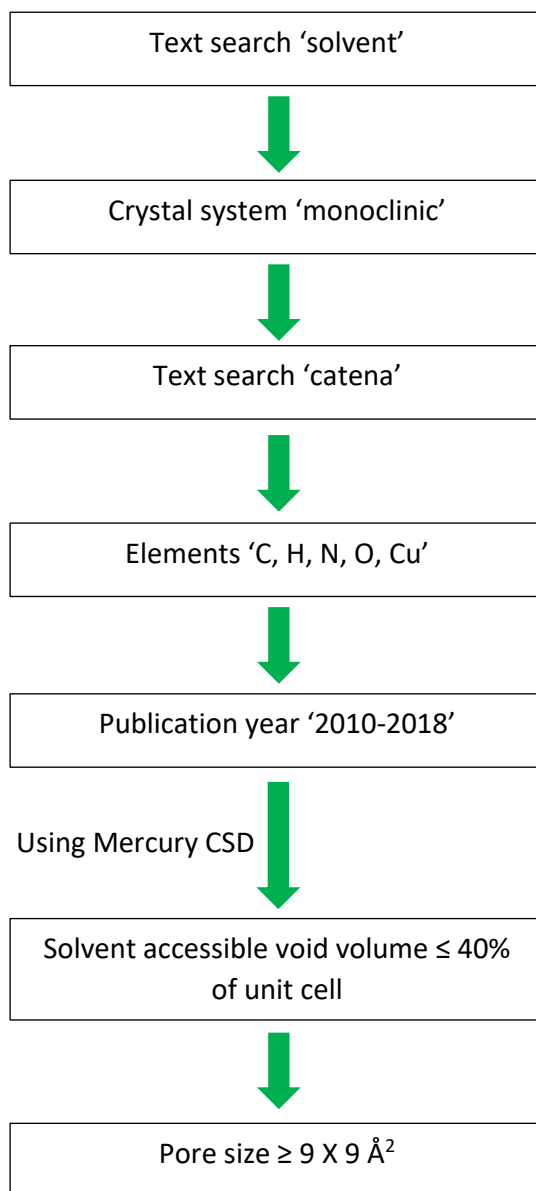 Text search ‘solvent’
Crystal system ‘monoclinic’
Text search ‘catena’
Elements ‘C, H, N, O, Cu’
Publication year ‘2010-2018’
Using Mercury CSD
Solvent accessible void volume ≤ 40%
of unit cell
Pore size ≥ 9 X 9 Å²